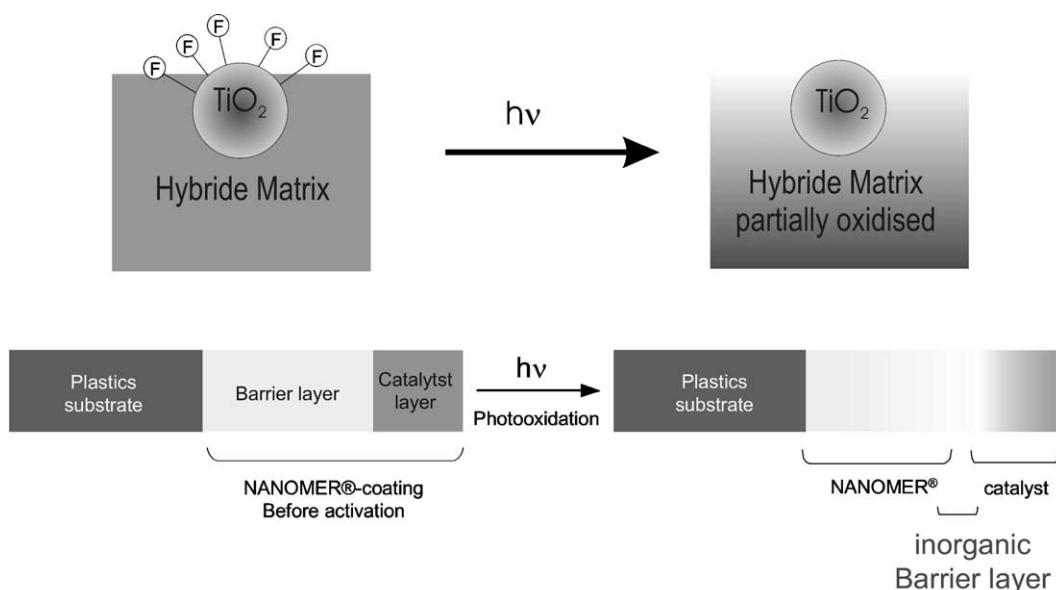 F
F
F
F
F
TiO₂
Hybride Matrix
hν
TiO₂
Hybride Matrix
partially oxidised
Plastics
substrate
Barrier layer
Catalytst
layer
hν
Photooxidation
Plastics
substrate
NANOMER®-coating
Before activation
NANOMER®
catalyst
inorganic
Barrier layer